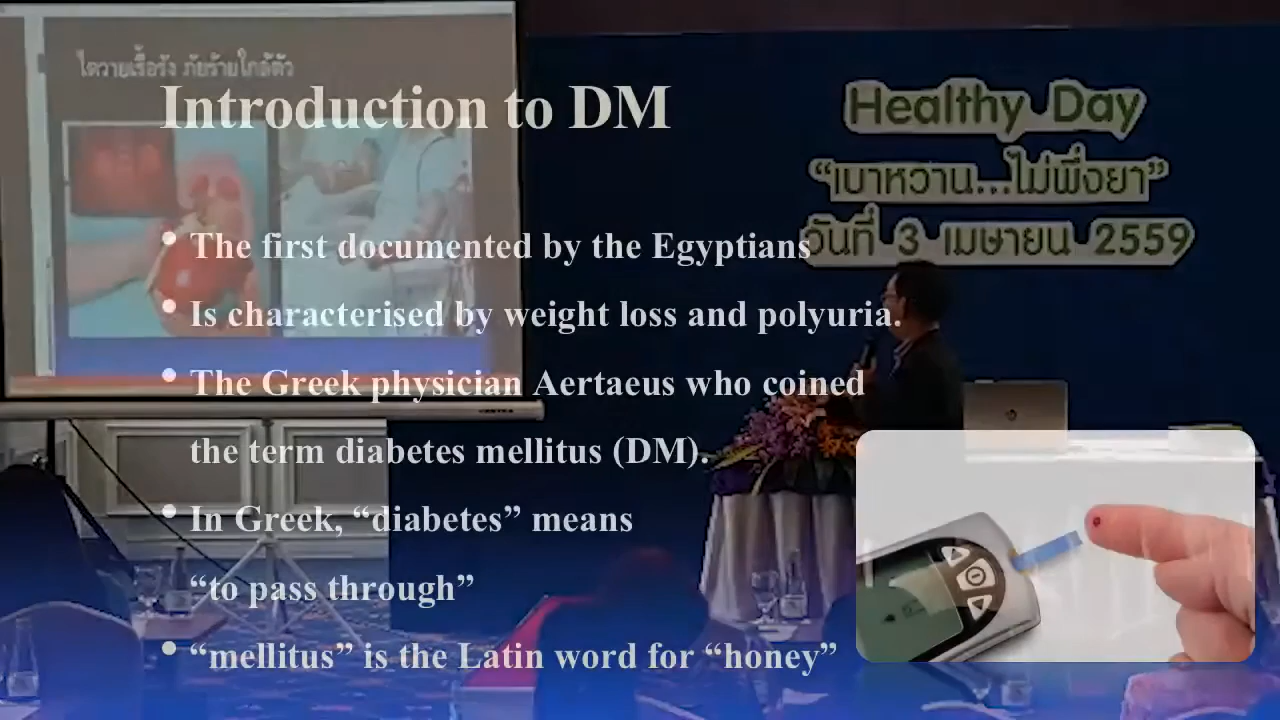 ไตวายเรื้อรัง ภัยร้ายใกล้ตัว
Introduction to DM
Healthy Day
“เบาหวาน...ไม่พึ่งยา”
วันที่ 3 เมษายน 2559
• The first documented by the Egyptians
• Is characterised by weight loss and polyuria.
• The Greek physician Aertaeus who coined
the term diabetes mellitus (DM).
• In Greek, “diabetes” means
“to pass through”
• “mellitus” is the Latin word for “honey”